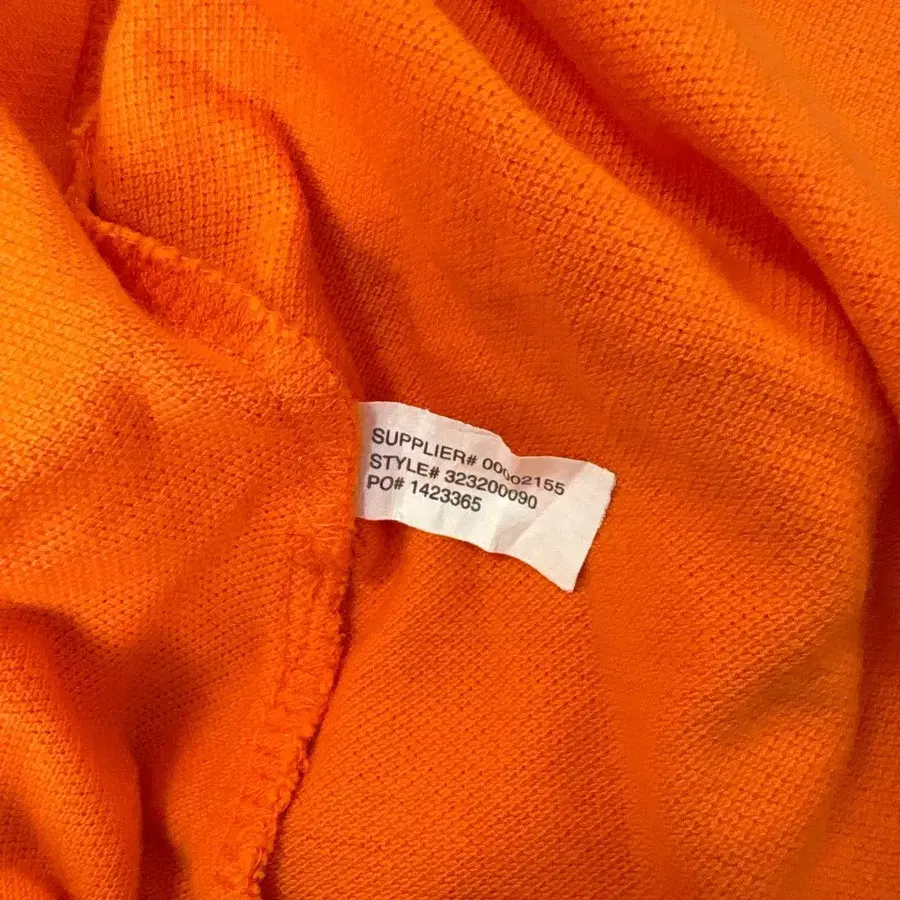 SUPPLIER# 00002155
STYLE# 323200090
PO# 1423365